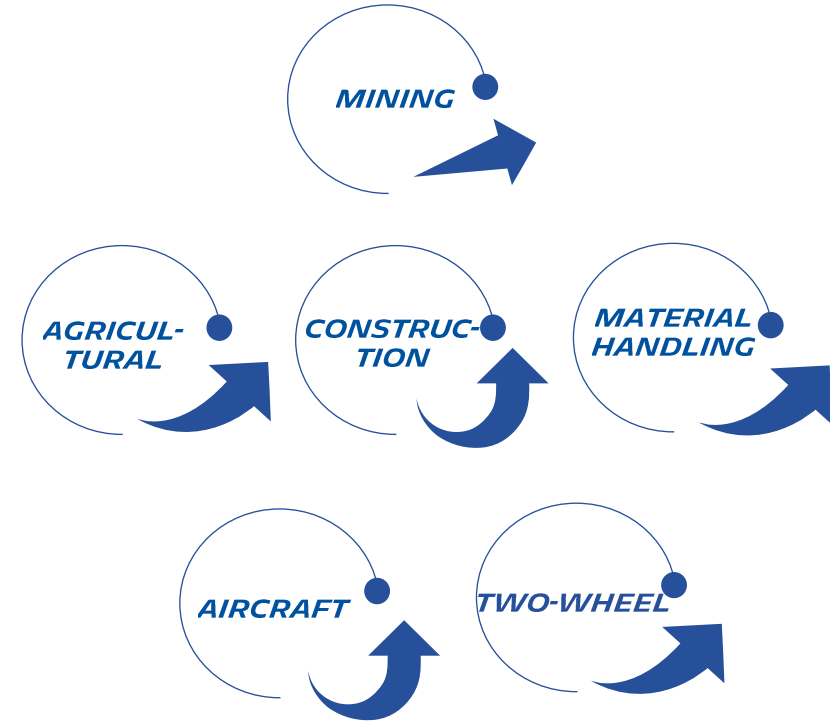 MINING
AGRICUL-
TURAL
CONSTRUC-
TION
MATERIAL
HANDLING
AIRCRAFT
TWO-WHEEL